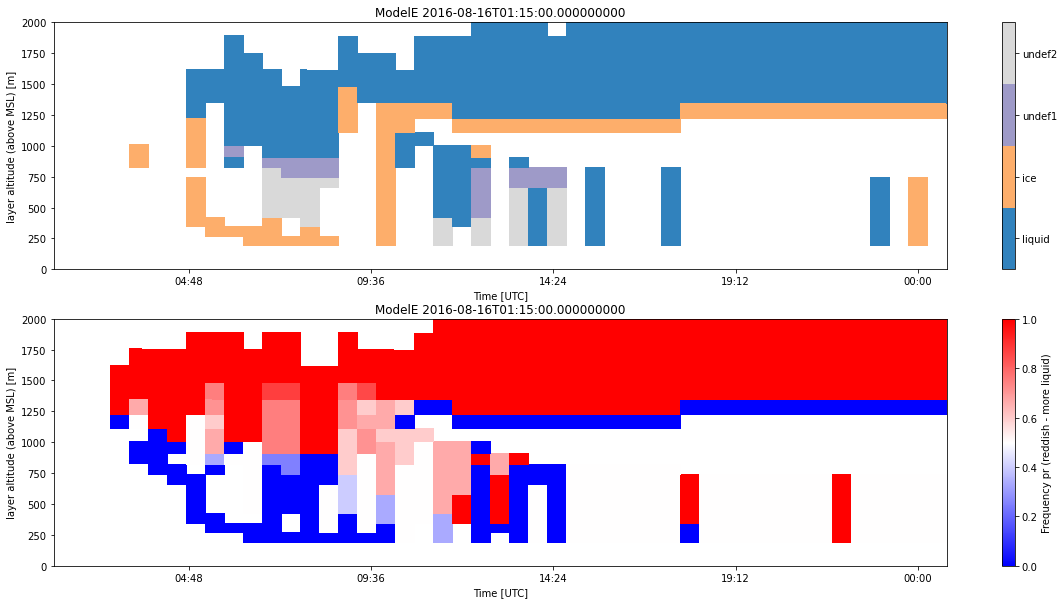 ModelE 2016-08-16T01:15:00.000000000
layer altitude (above MSL) [m]
2000
1750
1500
1250
1000
750
500
250
0
04:48 09:36 14:24 19:12 00:00
Time [UTC]
undef2
undef1
ice
liquid
ModelE 2016-08-16T01:15:00.000000000
layer altitude (above MSL) [m]
2000
1750
1500
1250
1000
750
500
250
0
04:48 09:36 14:24 19:12 00:00
Time [UTC]
1.0
0.8
0.6
0.4
0.2
0.0
Frequency pr (reddish - more liquid)